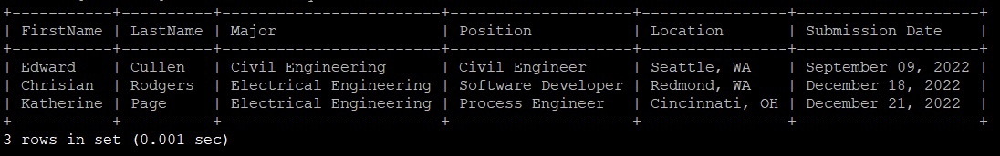 +-----------+----------+------------------------+--------------------+----------------+--------------------+
| FirstName | LastName | Major                  | Position           | Location       | Submission Date    |
+-----------+----------+------------------------+--------------------+----------------+--------------------+
| Edward    | Cullen   | Civil Engineering      | Civil Engineer     | Seattle, WA    | September 09, 2022 |
| Chrisian  | Rodgers  | Electrical Engineering | Software Developer | Redmond, WA    | December 18, 2022  |
| Katherine | Page     | Electrical Engineering | Process Engineer   | Cincinnati, OH | December 21, 2022  |
+-----------+----------+------------------------+--------------------+----------------+--------------------+
3 rows in set (0.001 sec)